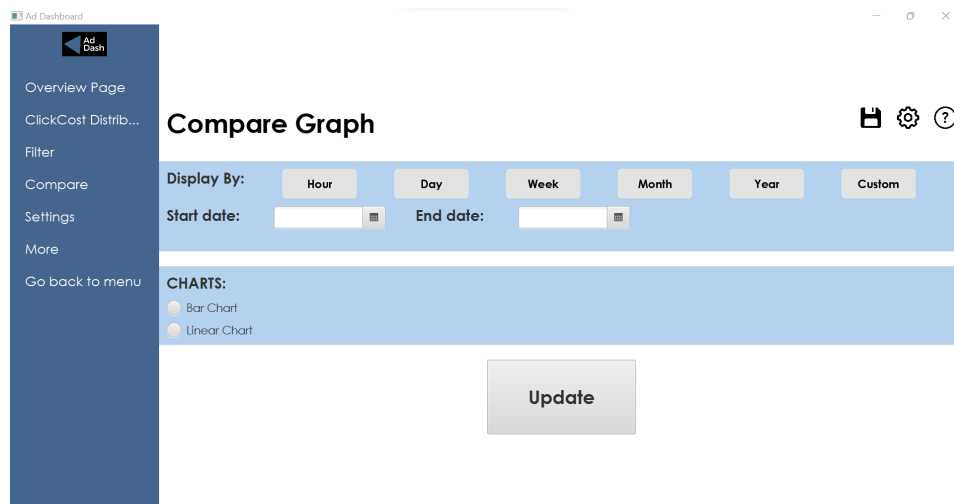 Ad Dashboard
Ad
Dash
Overview Page
ClickCost Distrib...
Filter
Compare
Settings
More
Go back to menu
Compare Graph
?
Display By: Hour Day Week Month Year Custom
Start date: End date:
CHARTS:
Bar Chart
Linear Chart
Update